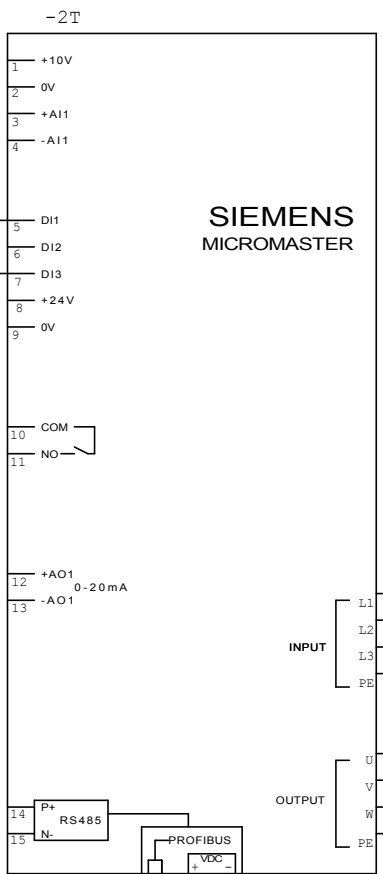 -2T
1 +10V
2 0V
3 +AI1
4 -AI1
SIEMENS
MICROMASTER
5 DI1
6 DI2
7 DI3
8 +24V
9 0V
10 COM
11 NO
12 +AO1
0-20mA
13 -AO1
INPUT
L1
L2
L3
PE
OUTPUT
U
V
W
PE
14 P+
RS485
15 N-
PROFIBUS
VDC
+ -